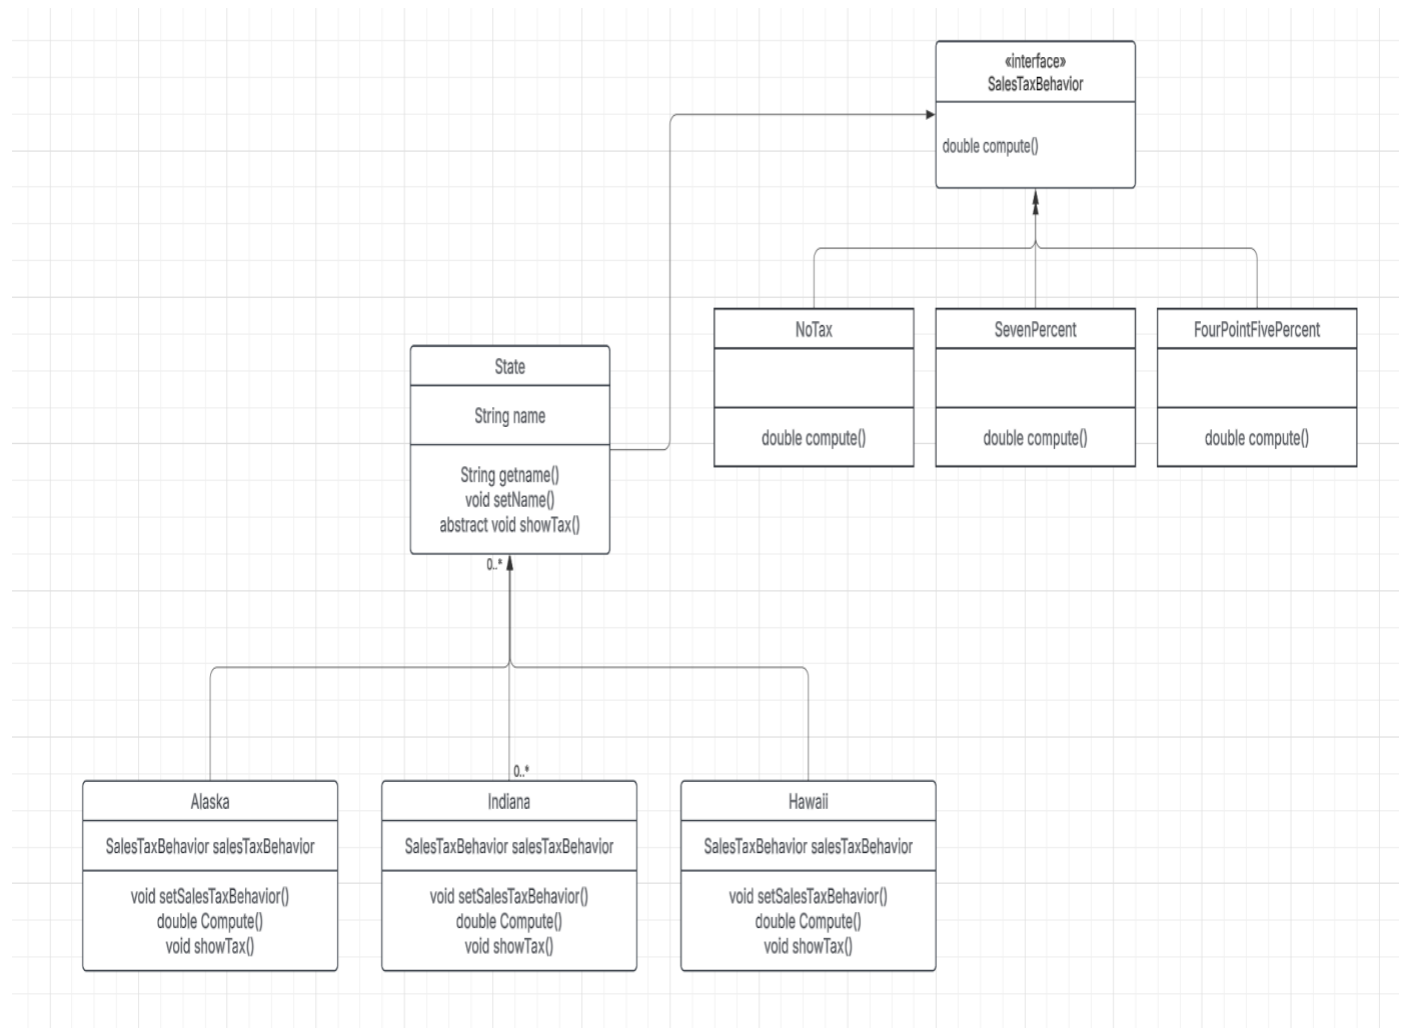 «interface»
SalesTaxBehavior
double compute()
NoTax
double compute()
SevenPercent
double compute()
FourPointFivePercent
double compute()
State
String name
String getname()
void setName()
abstract void showTax()
0..*
0..*
Alaska
SalesTaxBehavior salesTaxBehavior
void setSalesTaxBehavior()
double Compute()
void showTax()
Indiana
SalesTaxBehavior salesTaxBehavior
void setSalesTaxBehavior()
double Compute()
void showTax()
Hawaii
SalesTaxBehavior salesTaxBehavior
void setSalesTaxBehavior()
double Compute()
void showTax()